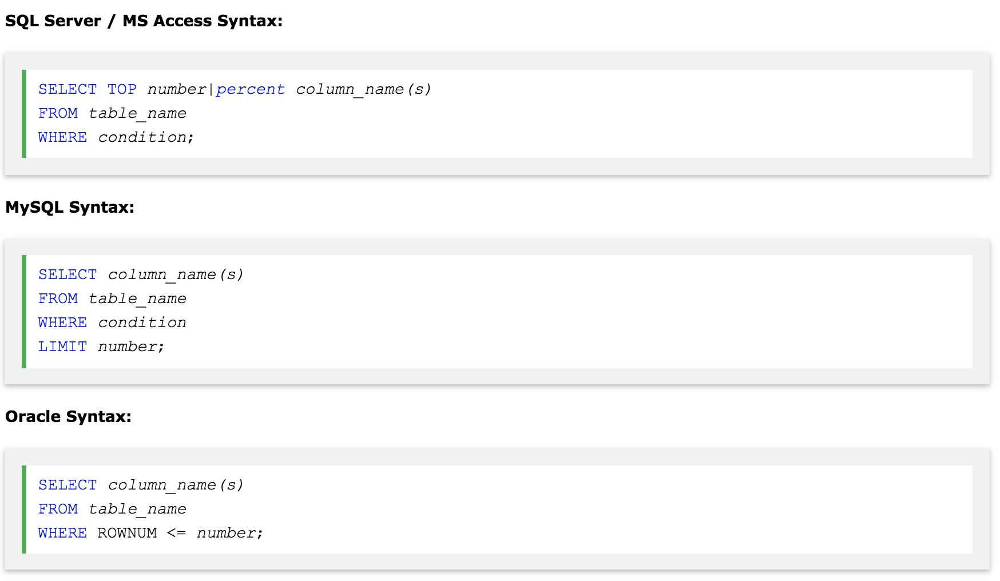 SQL Server / MS Access Syntax:
SELECT TOP number|percent column_name(s)
FROM table_name
WHERE condition;
MySQL Syntax:
SELECT column_name(s)
FROM table_name
WHERE condition
LIMIT number;
Oracle Syntax:
SELECT column_name(s)
FROM table_name
WHERE ROWNUM <= number;